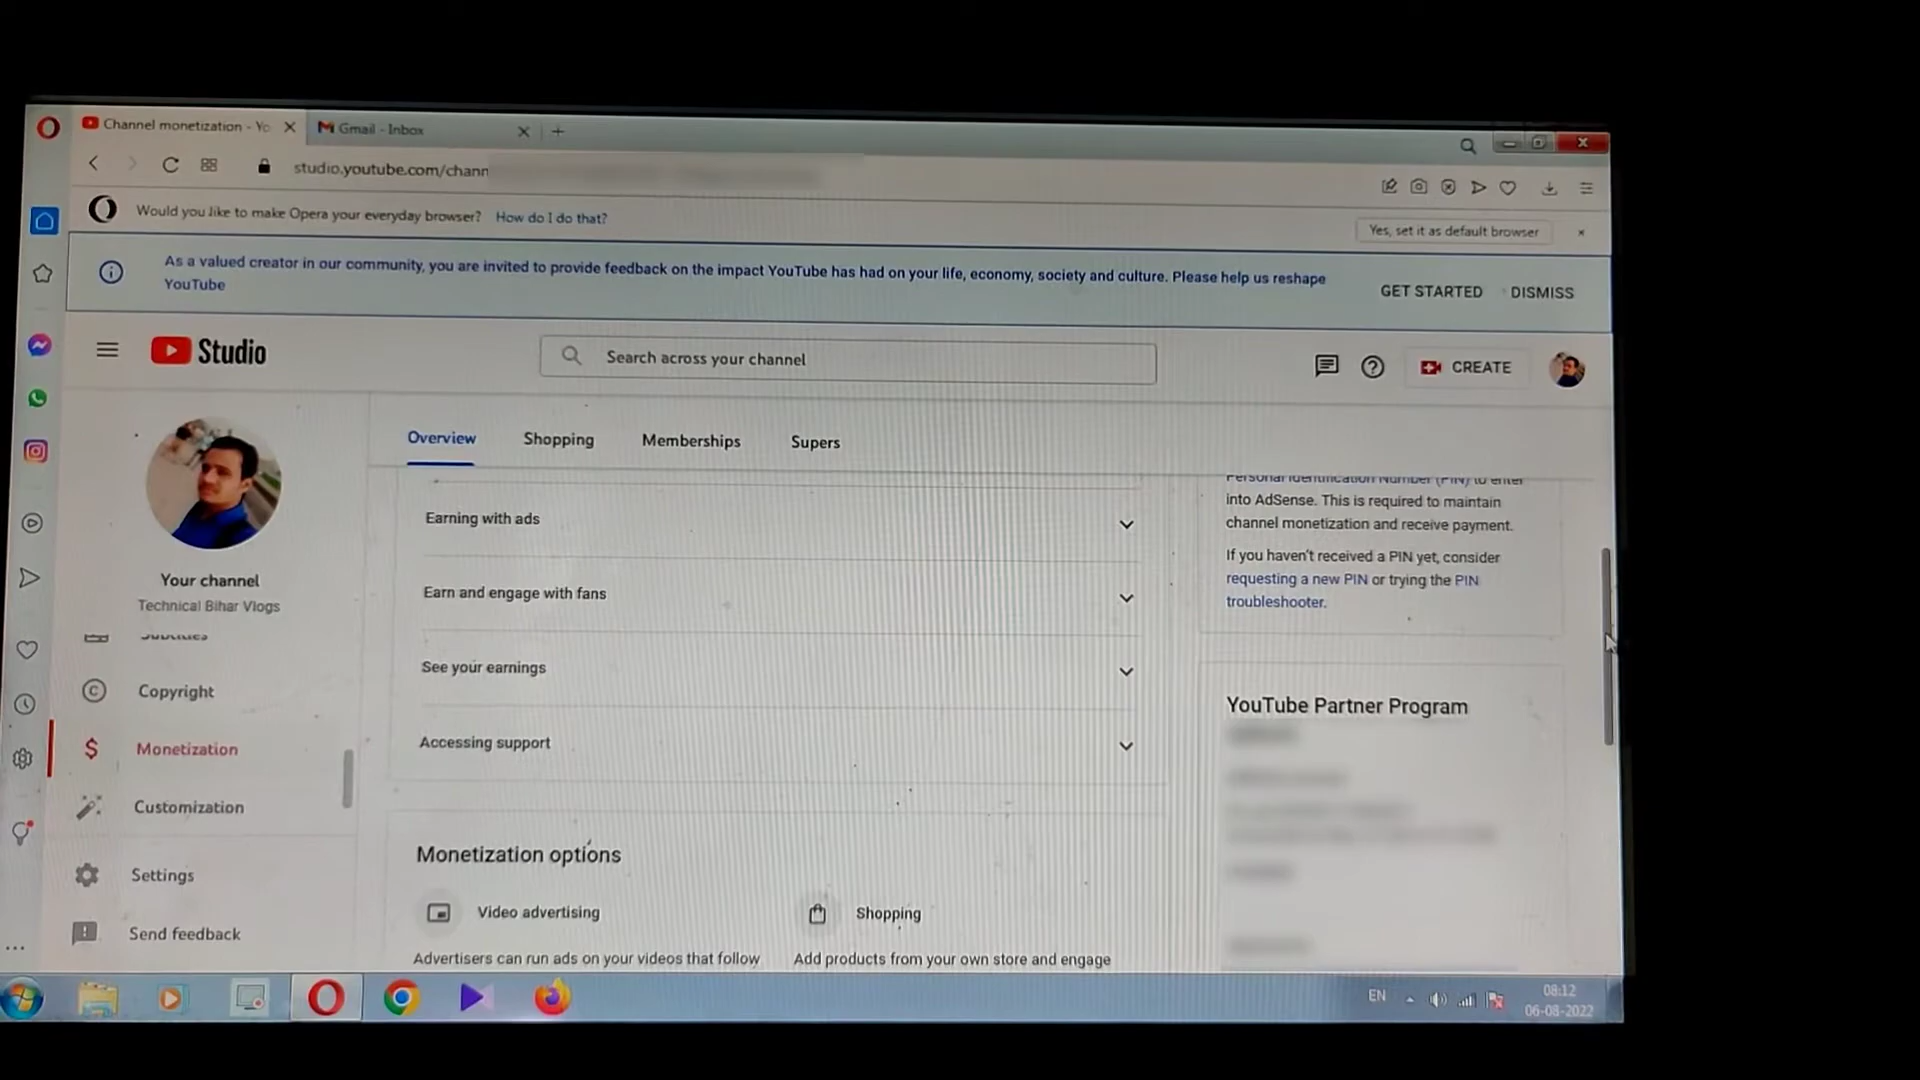 Channel monetization - Yo
Gmail - Inbox
studio.youtube.com/chann
Would you like to make Opera your everyday browser? How do I do that?
Yes, set it as default browser
As a valued creator in our community, you are invited to provide feedback on the impact YouTube has had on your life, economy, society and culture. Please help us reshape
YouTube
GET STARTED
DISMISS
Studio
Search across your channel
CREATE
Overview
Shopping
Memberships
Supers
Your channel
Technical Bihar Vlogs
Subtitles
Copyright
Monetization
Customization
Settings
Send feedback
Earning with ads
Earn and engage with fans
See your earnings
Accessing support
Monetization options
Video advertising
Advertisers can run ads on your videos that follow
Shopping
Add products from your own store and engage
Personal Identification Number (PIN) to enter
into AdSense. This is required to maintain
channel monetization and receive payment.
If you haven't received a PIN yet, consider
requesting a new PIN or trying the PIN
troubleshooter.
YouTube Partner Program
EN
08:12
06-08-2022